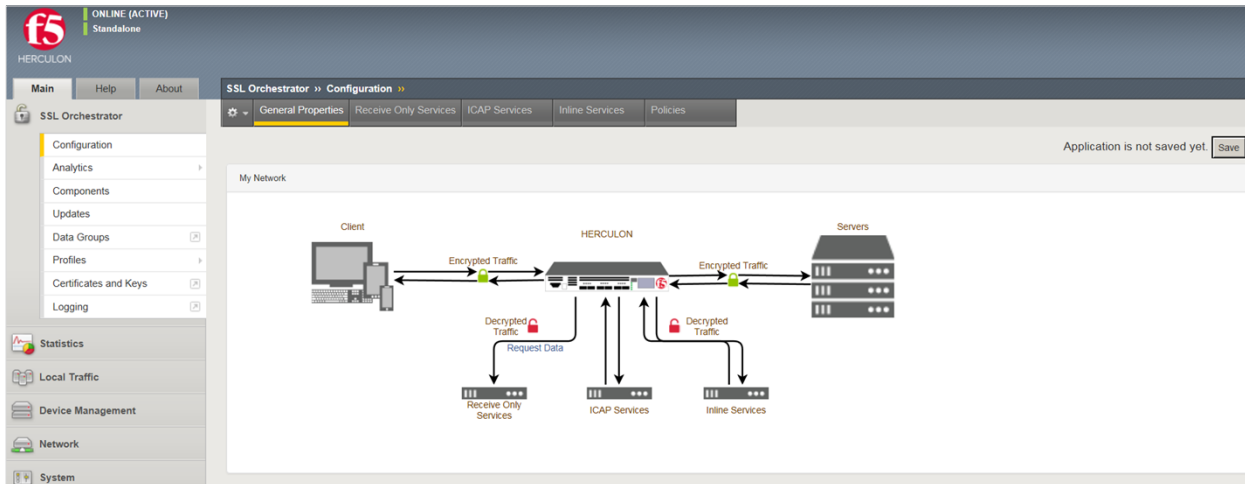 ONLINE (ACTIVE)
Standalone
f5
HERCULON
Main Help About
SSL Orchestrator ›› Configuration ››
SSL Orchestrator
General Properties Receive Only Services ICAP Services Inline Services Policies
Configuration
Analytics
Components
Updates
Data Groups
Profiles
Certificates and Keys
Logging
Statistics
Local Traffic
Device Management
Network
System
Application is not saved yet. Save
My Network
Client
HERCULON
Servers
Encrypted Traffic
Encrypted Traffic
f5
Decrypted
Traffic
Decrypted
Traffic
Request Data
Receive Only
Services
ICAP Services
Inline Services